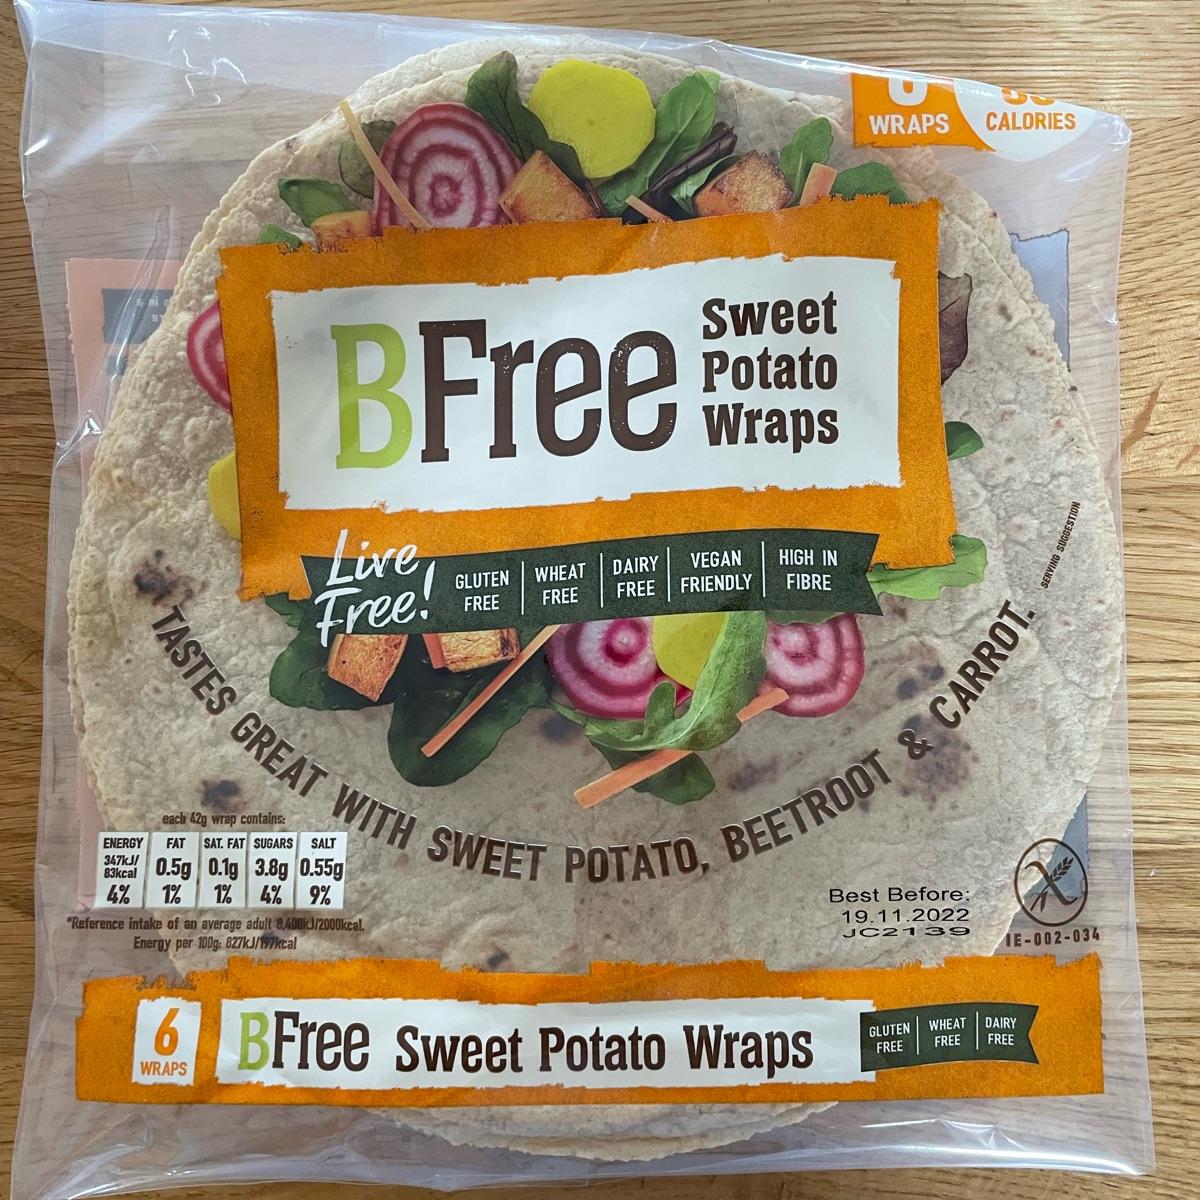 6
WRAPS
CALORIES
BFree
Sweet
Potato
Wraps
Live
Free!
GLUTEN
FREE
WHEAT
FREE
DAIRY
FREE
VEGAN
FRIENDLY
HIGH IN
FIBRE
SERVING SUGGESTION
TASTES GREAT WITH SWEET POTATO, BEETROOT & CARROT.
each 42g wrap contains:
ENERGY FAT SAT. FAT SUGARS SALT
347kJ/
83kcal 0.5g 0.1g 3.8g 0.55g
4% 1% 1% 4% 9%
*Reference intake of an average adult 8,400kJ/2000kcal.
Energy per 100g: 827kJ/197kcal
Best Before:
19.11.2022
JC2139
IE-002-034
6
WRAPS
BFree Sweet Potato Wraps
GLUTEN
FREE
WHEAT
FREE
DAIRY
FREE